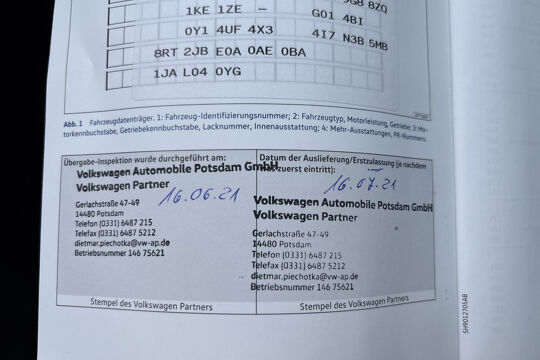 9G8 8ZQ
1KE 1ZE – G01 4BI
0Y1 4UF 4X3 4I7 N3B 5MB
8RT 2JB E0A 0AE 0BA
1JA L04 0YG
Abb. 1 Fahrzeugdatenträger. 1: Fahrzeug-Identifizierungsnummer; 2: Fahrzeugtyp, Motorleistung, Getriebe; 3: Mo-
torkennbuchstabe, Getriebekennbuchstabe, Lacknummer, Innenausstattung; 4: Mehr-Ausstattungen, PR-Nummern.
Übergabe-Inspektion wurde durchgeführt am:
16.06.21
Volkswagen Automobile Potsdam GmbH
Volkswagen Partner
Gerlachstraße 47-49
14480 Potsdam
Telefon (0331) 6487 215
Telefax (0331) 6487 5212
dietmar.piechotka@vw-ap.de
Betriebsnummer 146 75621
Stempel des Volkswagen Partners
Datum der Auslieferung/Erstzulassung (je nachdem
was zuerst eintritt):
16.07.21
Volkswagen Automobile Potsdam GmbH
Volkswagen Partner
Gerlachstraße 47-49
14480 Potsdam
Telefon (0331) 6487 215
Telefax (0331) 6487 5212
dietmar.piechotka@vw-ap.de
Betriebsnummer 146 75621
Stempel des Volkswagen Partners
5H9012705AB